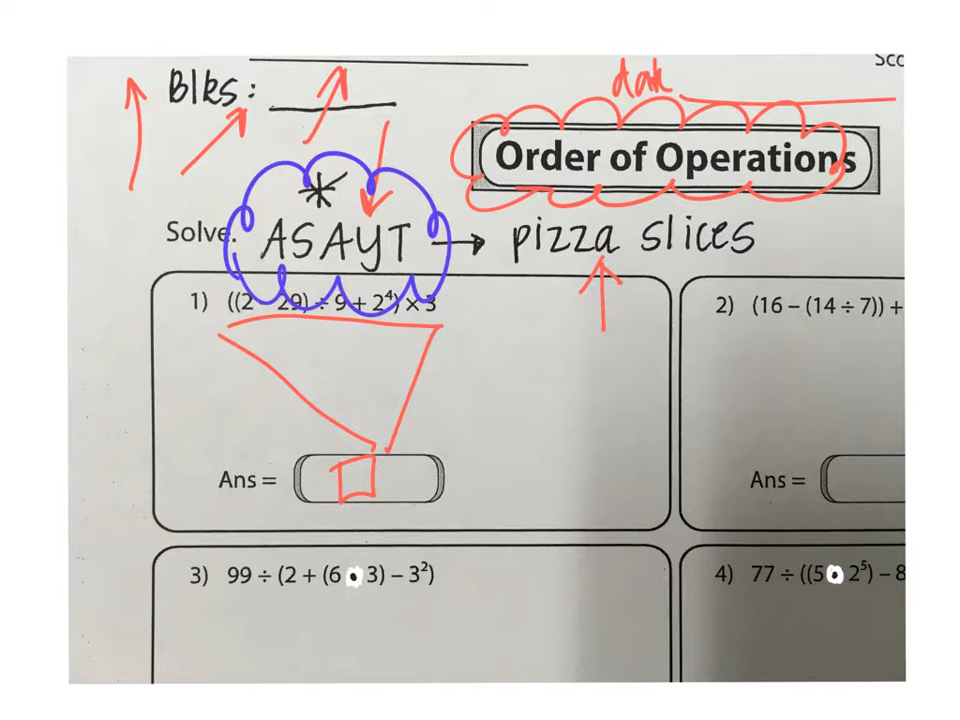 Sco
Blks:
date
Order of Operations
Solve.
*
ASAYT → pizza slices
1) ((2 29) ÷ 9 + 2⁴) × 3
2) (16 – (14 ÷ 7)) +
Ans =
Ans =
3) 99 ÷ (2 + (6 • 3) – 3²)
4) 77 ÷ ((5 • 2⁵) – 8